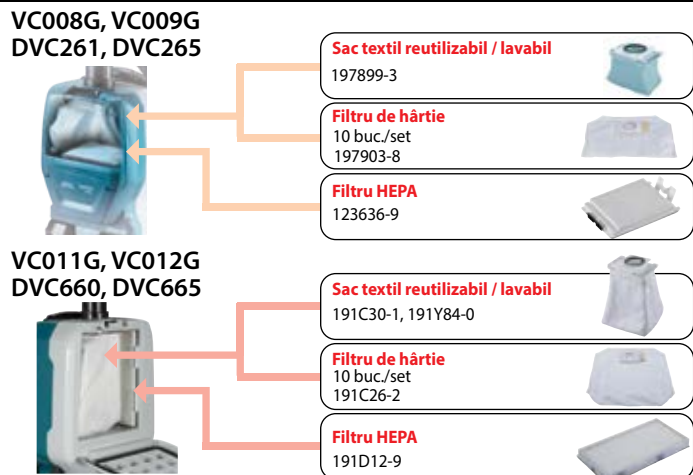 VC008G, VC009G
DVC261, DVC265
Sac textil reutilizabil / lavabil
197899-3
Filtru de hârtie
10 buc./set
197903-8
Filtru HEPA
123636-9
VC011G, VC012G
DVC660, DVC665
Sac textil reutilizabil / lavabil
191C30-1, 191Y84-0
Filtru de hârtie
10 buc./set
191C26-2
Filtru HEPA
191D12-9